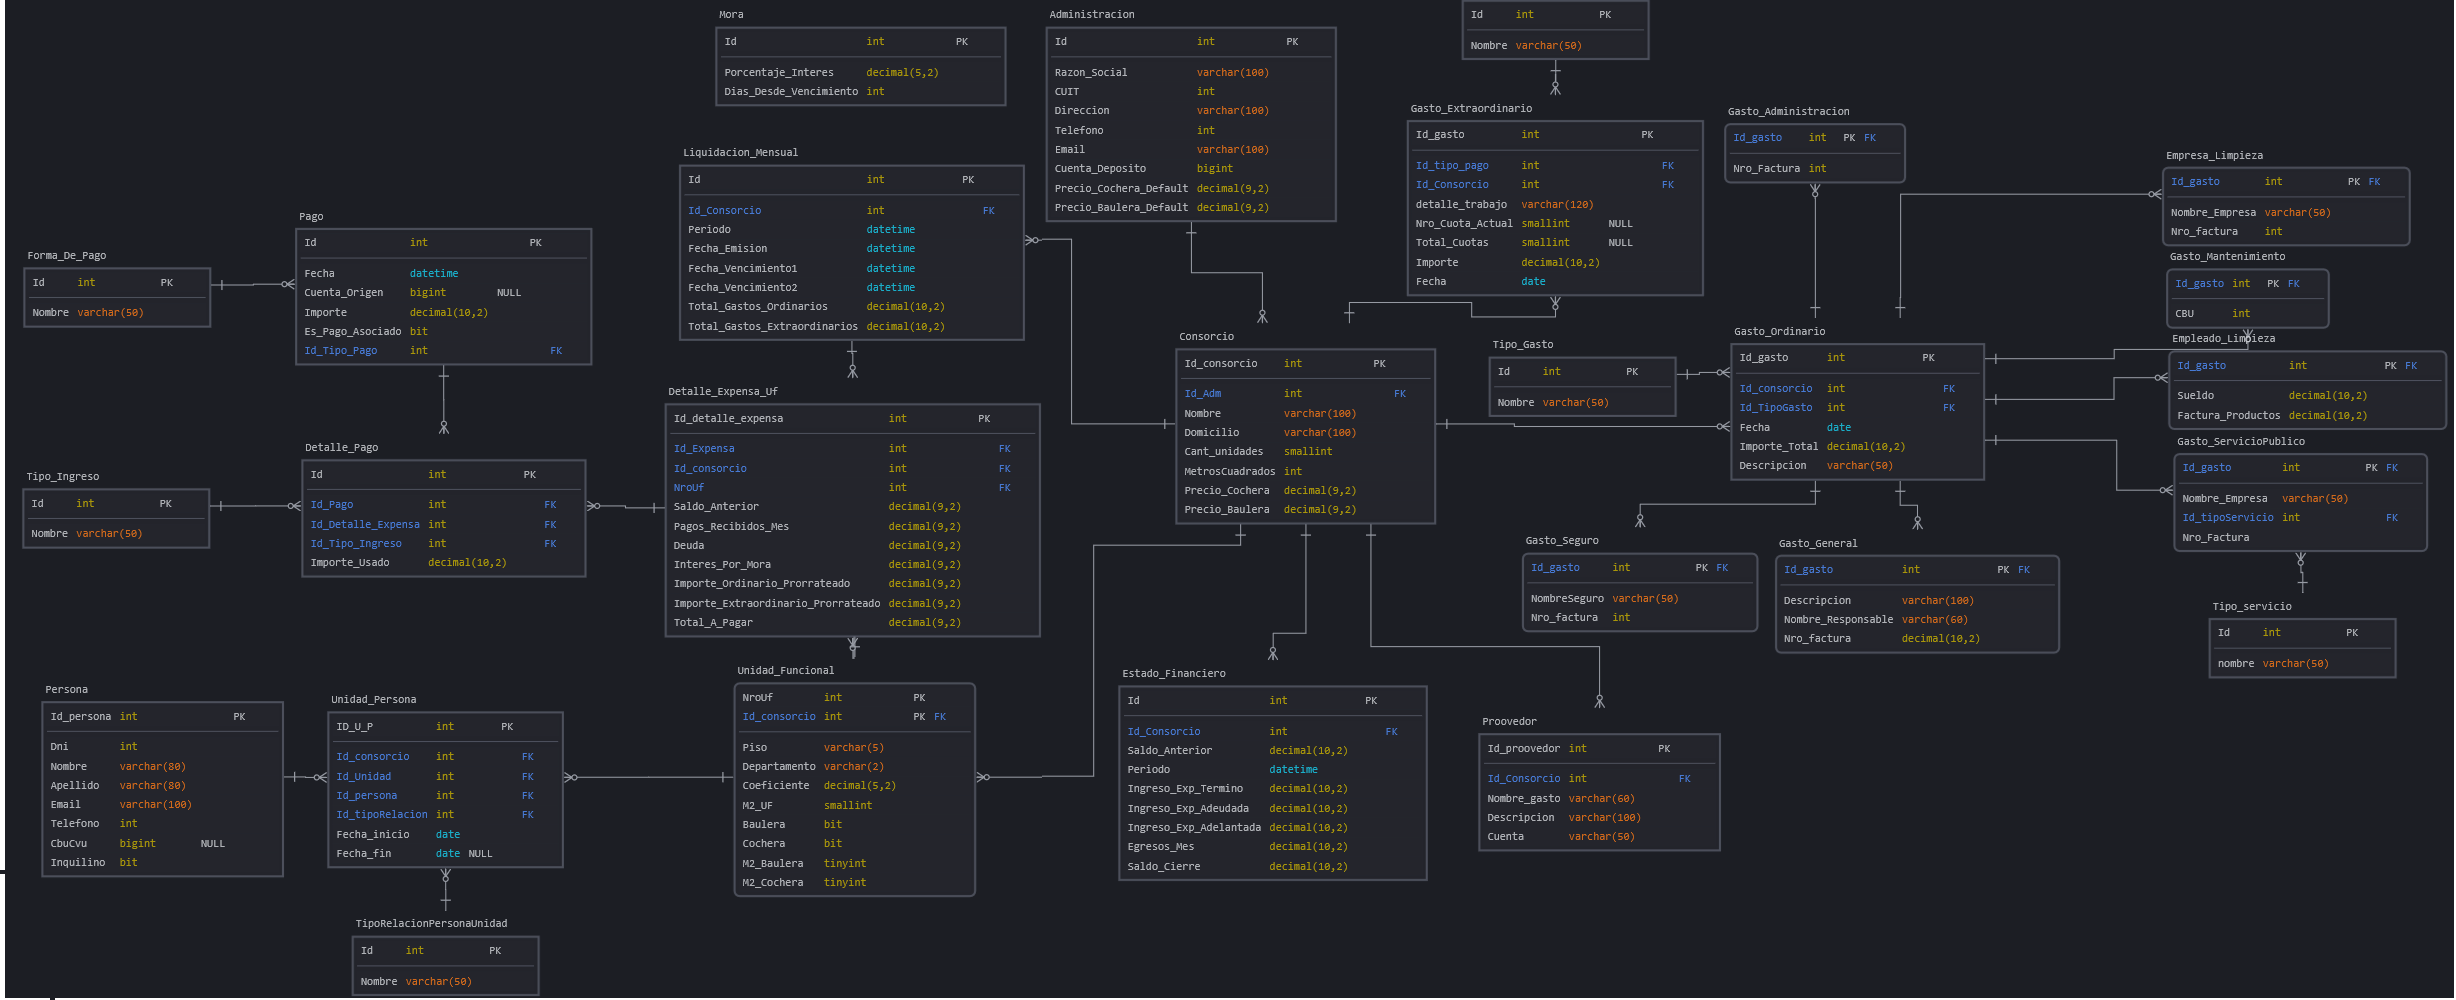 Mora
Id int PK
Porcentaje_Interes decimal(5,2)
Dias_Desde_Vencimiento int
Administracion
Id int PK
Razon_Social varchar(100)
CUIT int
Direccion varchar(100)
Telefono int
Email varchar(100)
Cuenta_Deposito bigint
Precio_Cochera_Default decimal(9,2)
Precio_Baulera_Default decimal(9,2)
Id int PK
Nombre varchar(50)
Gasto_Extraordinario
Id_gasto int PK
Id_tipo_pago int FK
Id_Consorcio int FK
detalle_trabajo varchar(120)
Nro_Cuota_Actual smallint NULL
Total_Cuotas smallint NULL
Importe decimal(10,2)
Fecha date
Gasto_Administracion
Id_gasto int PK FK
Nro_Factura int
Empresa_Limpieza
Id_gasto int PK FK
Nombre_Empresa varchar(50)
Nro_factura int
Gasto_Mantenimiento
Id_gasto int PK FK
CBU int
Empleado_Limpieza
Id_gasto int PK FK
Sueldo decimal(10,2)
Factura_Productos decimal(10,2)
Gasto_ServicioPublico
Id_gasto int PK FK
Nombre_Empresa varchar(50)
Id_tipoServicio int FK
Nro_Factura
Tipo_servicio
Id int PK
nombre varchar(50)
Liquidacion_Mensual
Id int PK
Id_Consorcio int FK
Periodo datetime
Fecha_Emision datetime
Fecha_Vencimiento1 datetime
Fecha_Vencimiento2 datetime
Total_Gastos_Ordinarios decimal(10,2)
Total_Gastos_Extraordinarios decimal(10,2)
Pago
Id int PK
Fecha datetime
Cuenta_Origen bigint NULL
Importe decimal(10,2)
Es_Pago_Asociado bit
Id_Tipo_Pago int FK
Forma_De_Pago
Id int PK
Nombre varchar(50)
Consorcio
Id_consorcio int PK
Id_Adm int FK
Nombre varchar(100)
Domicilio varchar(100)
Cant_unidades smallint
MetrosCuadrados int
Precio_Cochera decimal(9,2)
Precio_Baulera decimal(9,2)
Tipo_Gasto
Id int PK
Nombre varchar(50)
Gasto_Ordinario
Id_gasto int PK
Id_consorcio int FK
Id_TipoGasto int FK
Fecha date
Importe_Total decimal(10,2)
Descripcion varchar(50)
Detalle_Expensa_Uf
Id_detalle_expensa int PK
Id_Expensa int FK
Id_consorcio int FK
NroUf int FK
Saldo_Anterior decimal(9,2)
Pagos_Recibidos_Mes decimal(9,2)
Deuda decimal(9,2)
Interes_Por_Mora decimal(9,2)
Importe_Ordinario_Prorrateado decimal(9,2)
Importe_Extraordinario_Prorrateado decimal(9,2)
Total_A_Pagar decimal(9,2)
Detalle_Pago
Id int PK
Id_Pago int FK
Id_Detalle_Expensa int FK
Id_Tipo_Ingreso int FK
Importe_Usado decimal(10,2)
Tipo_Ingreso
Id int PK
Nombre varchar(50)
Gasto_Seguro
Id_gasto int PK FK
NombreSeguro varchar(50)
Nro_factura int
Gasto_General
Id_gasto int PK FK
Descripcion varchar(100)
Nombre_Responsable varchar(60)
Nro_factura decimal(10,2)
Persona
Id_persona int PK
Dni int
Nombre varchar(80)
Apellido varchar(80)
Email varchar(100)
Telefono int
CbuCvu bigint NULL
Inquilino bit
Unidad_Persona
ID_U_P int PK
Id_consorcio int FK
Id_Unidad int FK
Id_persona int FK
Id_tipoRelacion int FK
Fecha_inicio date
Fecha_fin date NULL
Unidad_Funcional
NroUf int PK
Id_consorcio int PK FK
Piso varchar(5)
Departamento varchar(2)
Coeficiente decimal(5,2)
M2_UF smallint
Baulera bit
Cochera bit
M2_Baulera tinyint
M2_Cochera tinyint
Estado_Financiero
Id int PK
Id_Consorcio int FK
Saldo_Anterior decimal(10,2)
Periodo datetime
Ingreso_Exp_Termino decimal(10,2)
Ingreso_Exp_Adeudada decimal(10,2)
Ingreso_Exp_Adelantada decimal(10,2)
Egresos_Mes decimal(10,2)
Saldo_Cierre decimal(10,2)
Proovedor
Id_proovedor int PK
Id_Consorcio int FK
Nombre_gasto varchar(60)
Descripcion varchar(100)
Cuenta varchar(50)
TipoRelacionPersonaUnidad
Id int PK
Nombre varchar(50)